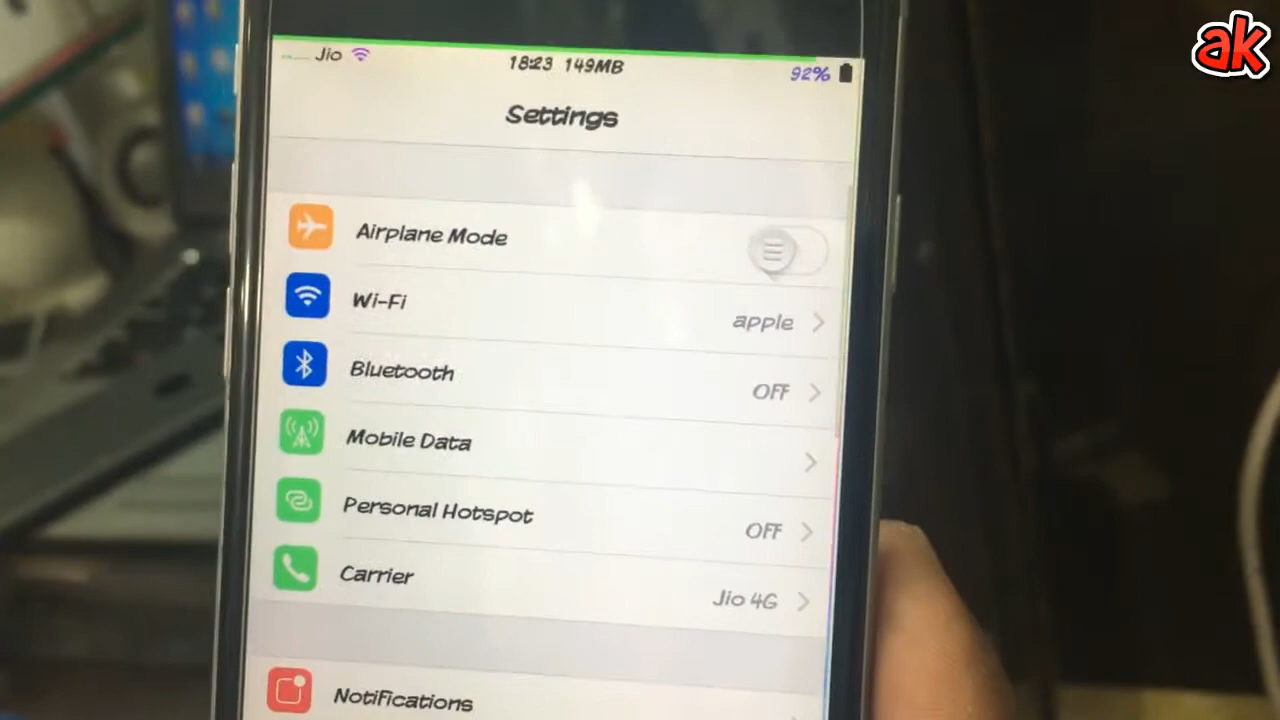 ak
Jio 18:23 149MB 92%
Settings
Airplane Mode
Wi-Fi apple
Bluetooth OFF
Mobile Data
Personal Hotspot OFF
Carrier Jio 4G
Notifications